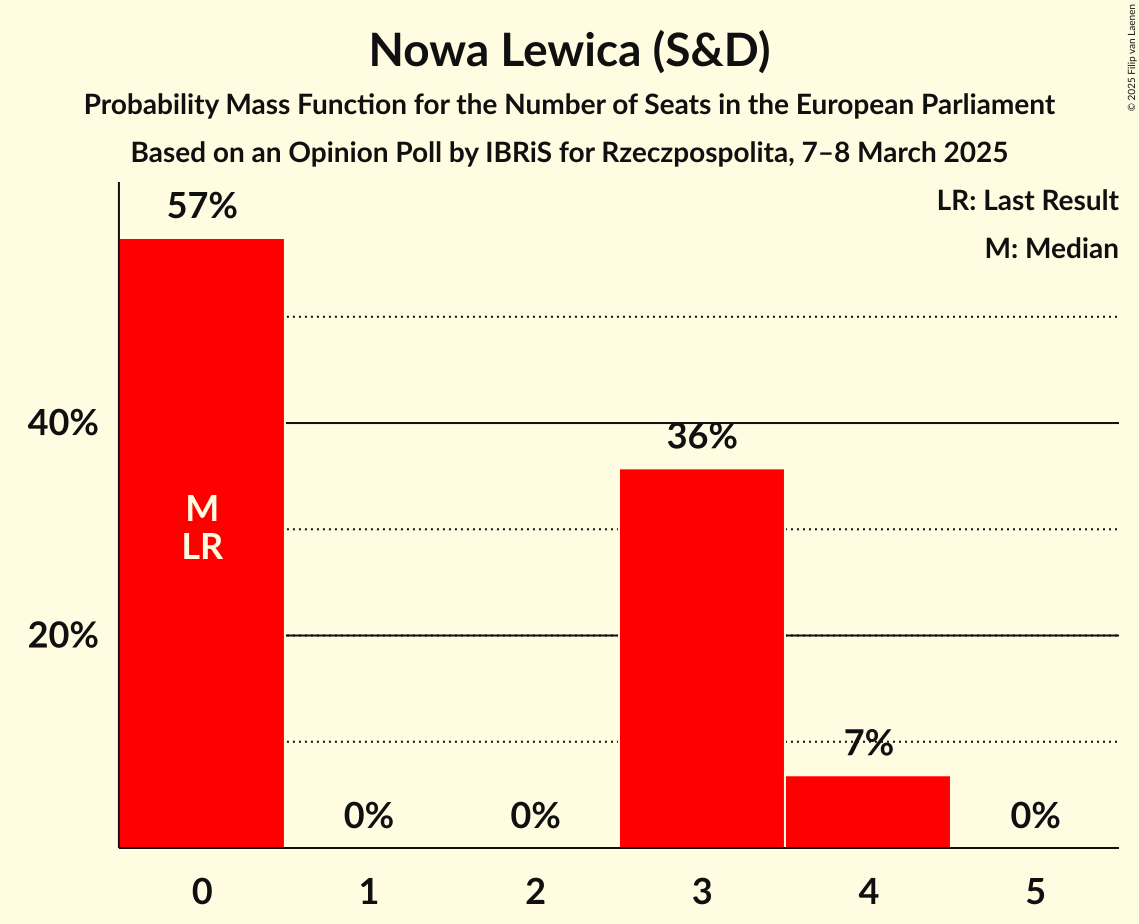 Nowa Lewica (S&D)
Probability Mass Function for the Number of Seats in the European Parliament
Based on an Opinion Poll by IBRiS for Rzeczpospolita, 7–8 March 2025
© 2025 Filip van Laenen
LR: Last Result
M: Median
57%
40%
36%
M
LR
20%
7%
0%
0%
0%
0
1
2
3
4
5